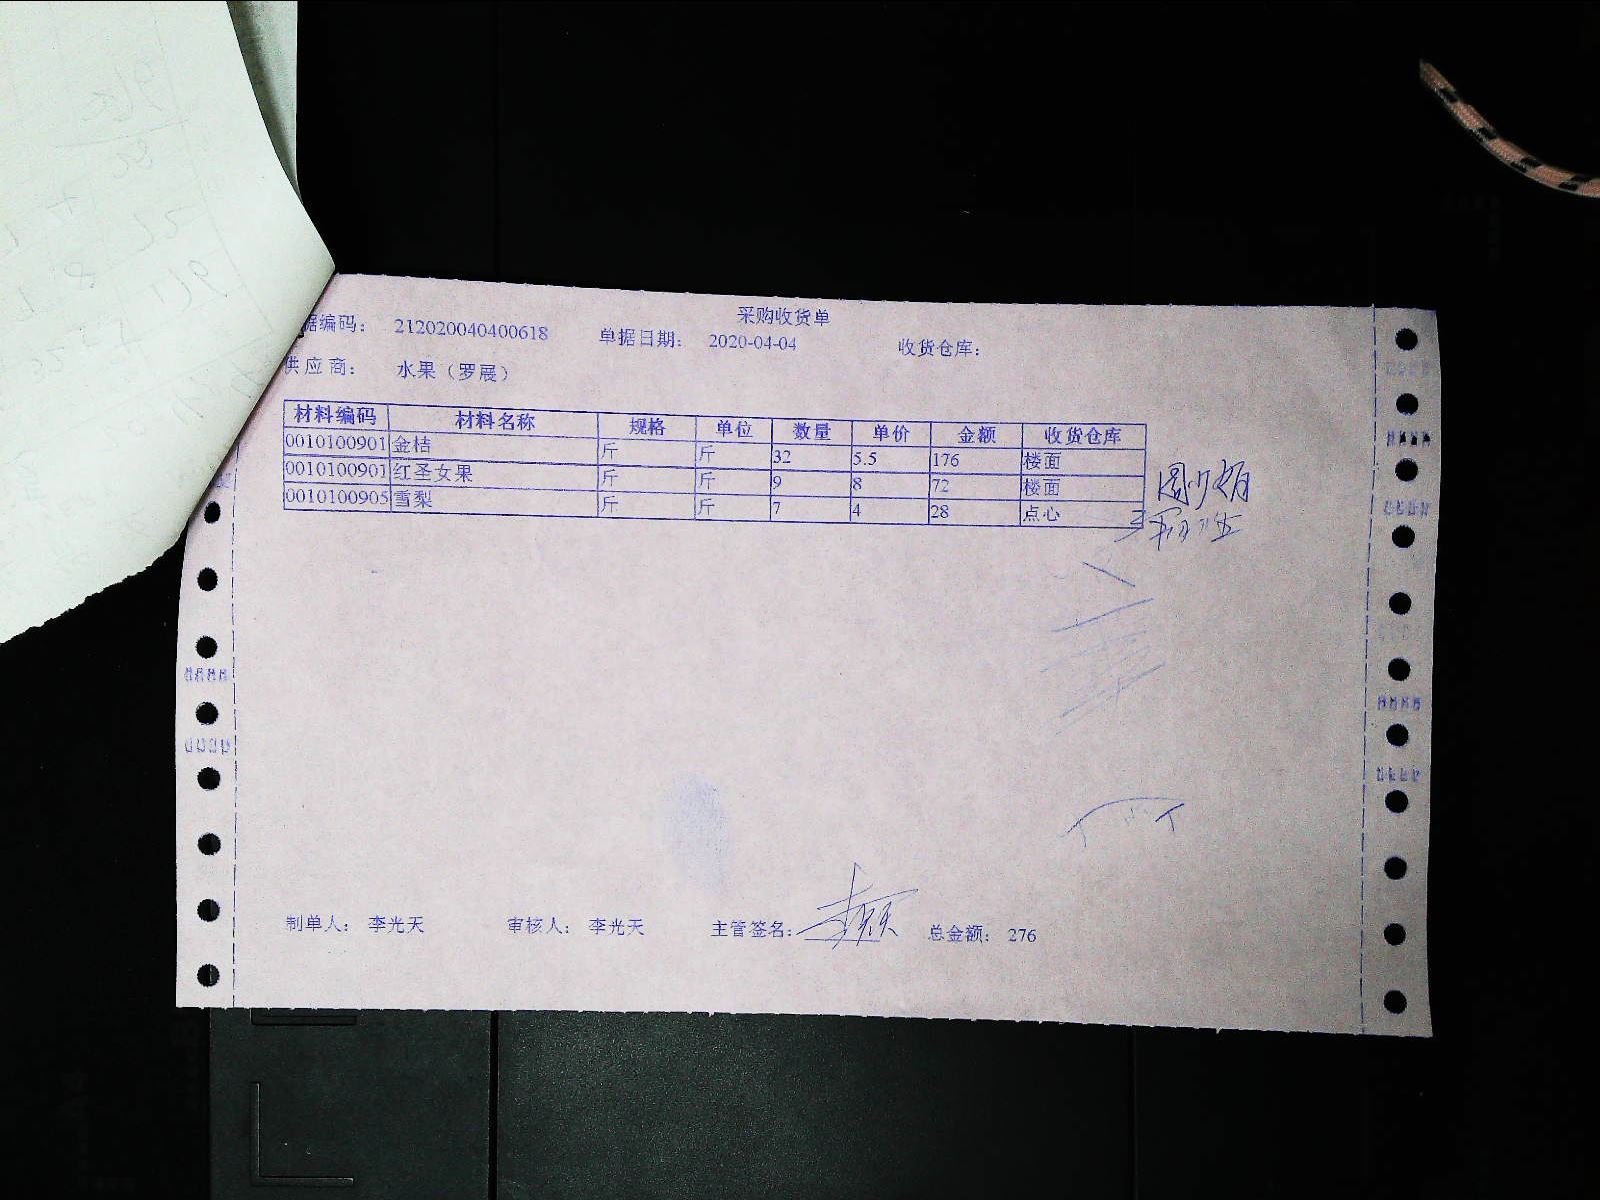 采购收货单
据编码： 212020040400618 单据日期： 2020-04-04 收货仓库：
供应商： 水果（罗展）
材料编码 材料名称 规格 单位 数量 单价 金额 收货仓库
0010100901 金桔 斤 斤 32 5.5 176 楼面
0010100901 红圣女果 斤 斤 9 8 72 楼面
0010100905 雪梨 斤 斤 7 4 28 点心
制单人： 李光天 审核人： 李光天 主管签名： 总金额： 276